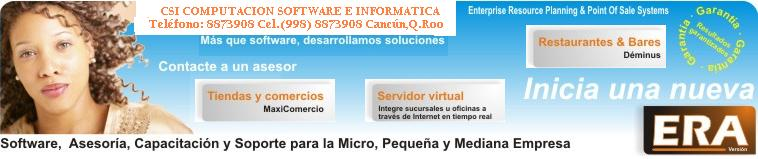 CSI COMPUTACION SOFTWARE E INFORMATICA
Teléfono: 8873908 Cel.(998) 8873908 Cancún,Q.Roo
Enterprise Resource Planning & Point Of Sale Systems
Más que software, desarrollamos soluciones
Garantía · Garantía · Garantía · Garantía ·
Resultados
garantizados
Restaurantes & Bares
Déminus
Contacte a un asesor
Tiendas y comercios
MaxiComercio
Servidor virtual
Integre sucursales u oficinas a
través de Internet en tiempo real
Inicia una nueva
ERA
Versión
Software, Asesoría, Capacitación y Soporte para la Micro, Pequeña y Mediana Empresa